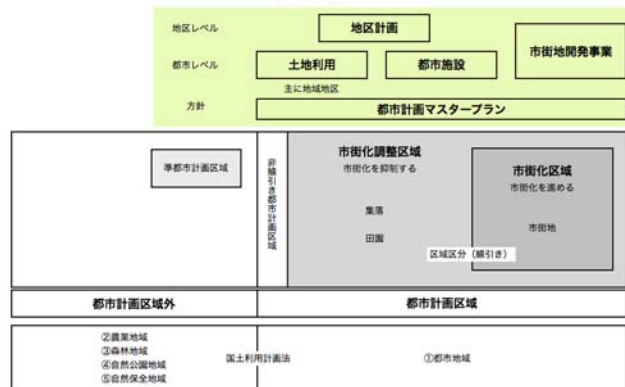 地区レベル
地区計画
市街地開発事業
都市レベル
土地利用
都市施設
主に地域地区
方針
都市計画マスタープラン
準都市計画区域
非線引き都市計画区域
市街化調整区域
市街化を抑制する
集落
田園
市街化区域
市街化を進める
市街地
区域区分（線引き）
都市計画区域外
都市計画区域
②農業地域
③森林地域
④自然公園地域
⑤自然保全地域
国土利用計画法
①都市地域